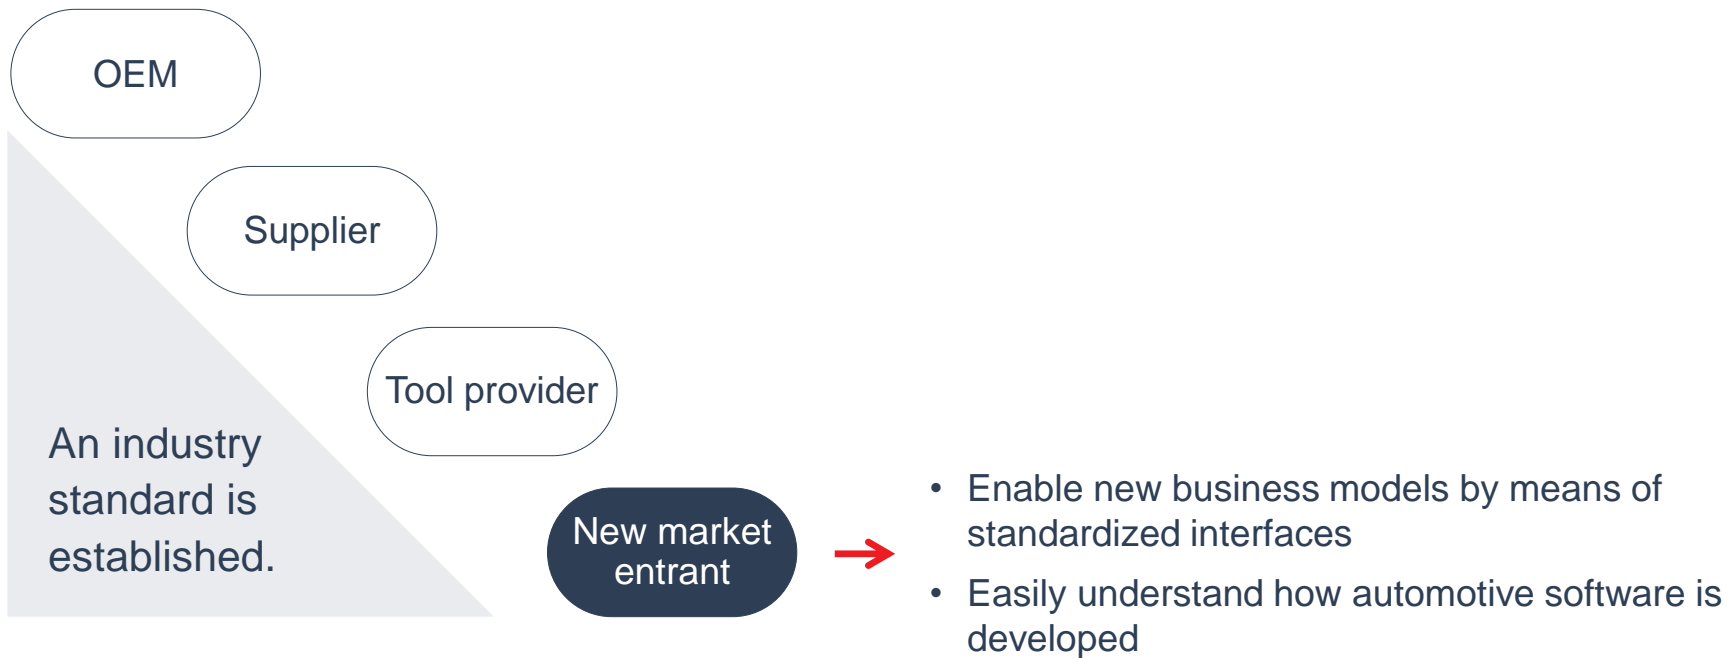 OEM
Supplier
Tool provider
An industry
standard is
established.
New market
entrant
• Enable new business models by means of
standardized interfaces
• Easily understand how automotive software is
developed